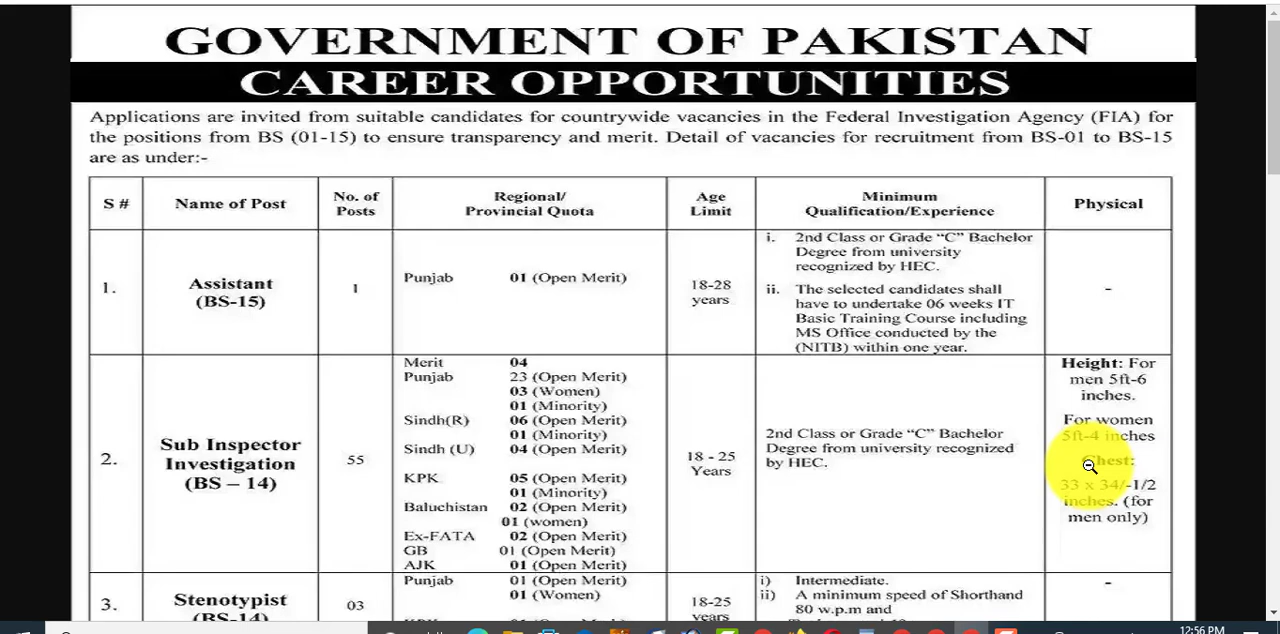 GOVERNMENT OF PAKISTAN
CAREER OPPORTUNITIES
Applications are invited from suitable candidates for countrywide vacancies in the Federal Investigation Agency (FIA) for
the positions from BS (01-15) to ensure transparency and merit. Detail of vacancies for recruitment from BS-01 to BS-15
are as under:-
S #
Name of Post
No. of
Posts
Regional/
Provincial Quota
Age
Limit
Minimum
Qualification/Experience
Physical
1.
Assistant
(BS-15)
1
Punjab 01 (Open Merit)
18-28
years
i. 2nd Class or Grade “C” Bachelor
Degree from university
recognized by HEC.
ii. The selected candidates shall
have to undertake 06 weeks IT
Basic Training Course including
MS Office conducted by the
(NITB) within one year.
-
2.
Sub Inspector
Investigation
(BS – 14)
55
Merit 04
Punjab 23 (Open Merit)
03 (Women)
01 (Minority)
Sindh(R) 06 (Open Merit)
01 (Minority)
Sindh (U) 04 (Open Merit)
KPK 05 (Open Merit)
01 (Minority)
Baluchistan 02 (Open Merit)
01 (women)
Ex-FATA 02 (Open Merit)
GB 01 (Open Merit)
AJK 01 (Open Merit)
18 - 25
Years
2nd Class or Grade “C” Bachelor
Degree from university recognized
by HEC.
Height: For
men 5ft-6
inches.
For women
5ft-4 inches
Chest:
33 x 34/-1/2
inches. (for
men only)
3.
Stenotypist
(BS-14)
03
Punjab 01 (Open Merit)
01 (Women)
18-25
years
i) Intermediate.
ii) A minimum speed of Shorthand
80 w.p.m and
-
12:56 PM